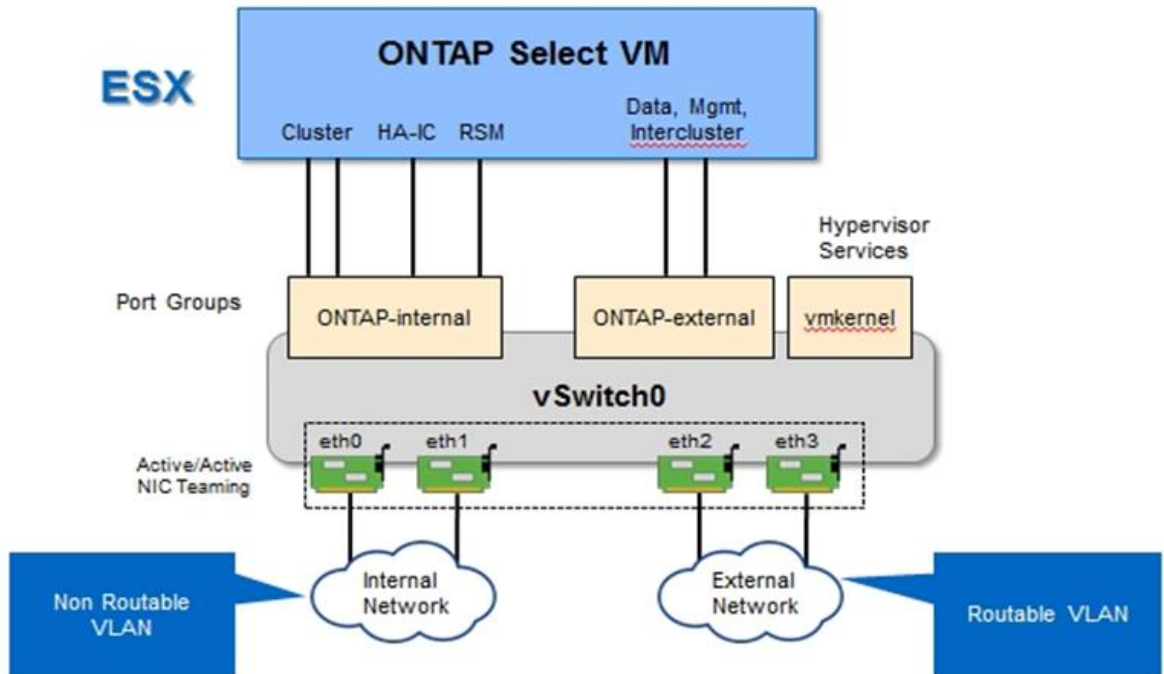 ONTAP Select VM
ESX
Data, Mgmt,
Intercluster
Cluster HA-IC RSM
Hypervisor
Services
Port Groups
ONTAP-internal
ONTAP-external
vmkernel
vSwitch0
eth0
eth1
eth2
eth3
Active/Active
NIC Teaming
Internal
Network
External
Network
Non Routable
VLAN
Routable VLAN